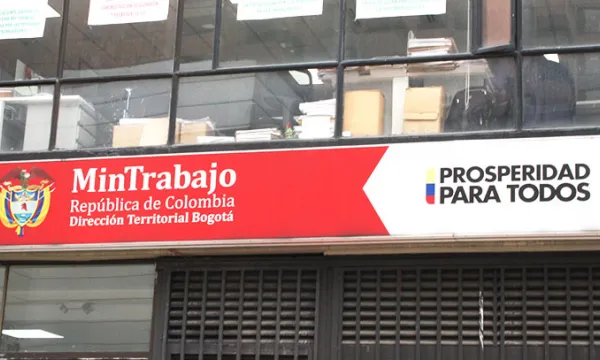 MinTrabajo
República de Colombia
Dirección Territorial Bogotá
PROSPERIDAD
PARA TODOS